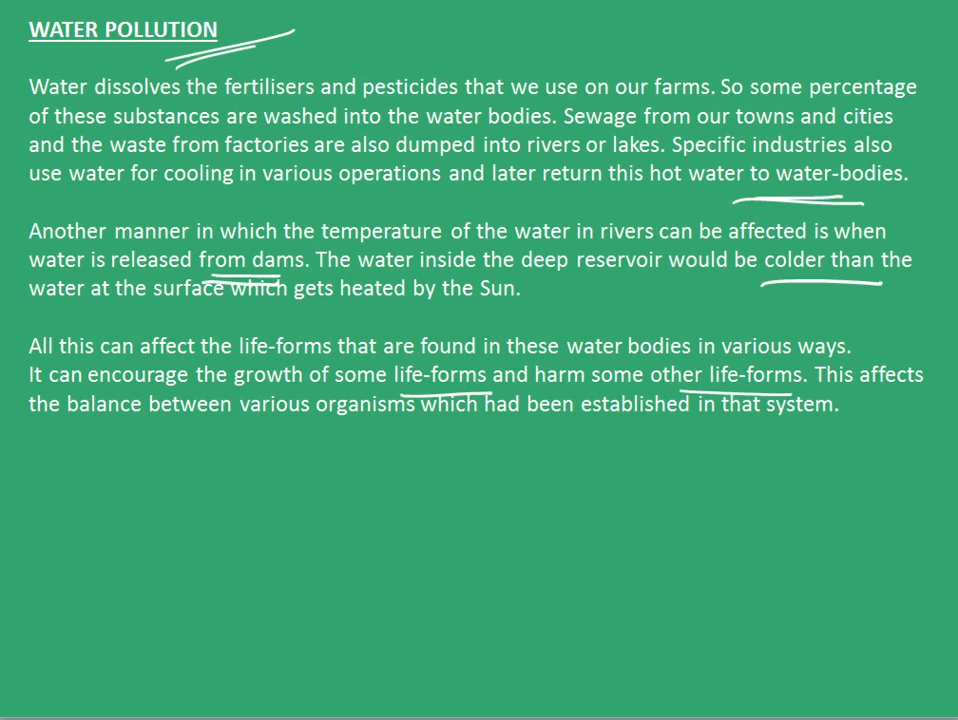 WATER POLLUTION
Water dissolves the fertilisers and pesticides that we use on our farms. So some percentage
of these substances are washed into the water bodies. Sewage from our towns and cities
and the waste from factories are also dumped into rivers or lakes. Specific industries also
use water for cooling in various operations and later return this hot water to water-bodies.
Another manner in which the temperature of the water in rivers can be affected is when
water is released from dams. The water inside the deep reservoir would be colder than the
water at the surface which gets heated by the Sun.
All this can affect the life-forms that are found in these water bodies in various ways.
It can encourage the growth of some life-forms and harm some other life-forms. This affects
the balance between various organisms which had been established in that system.